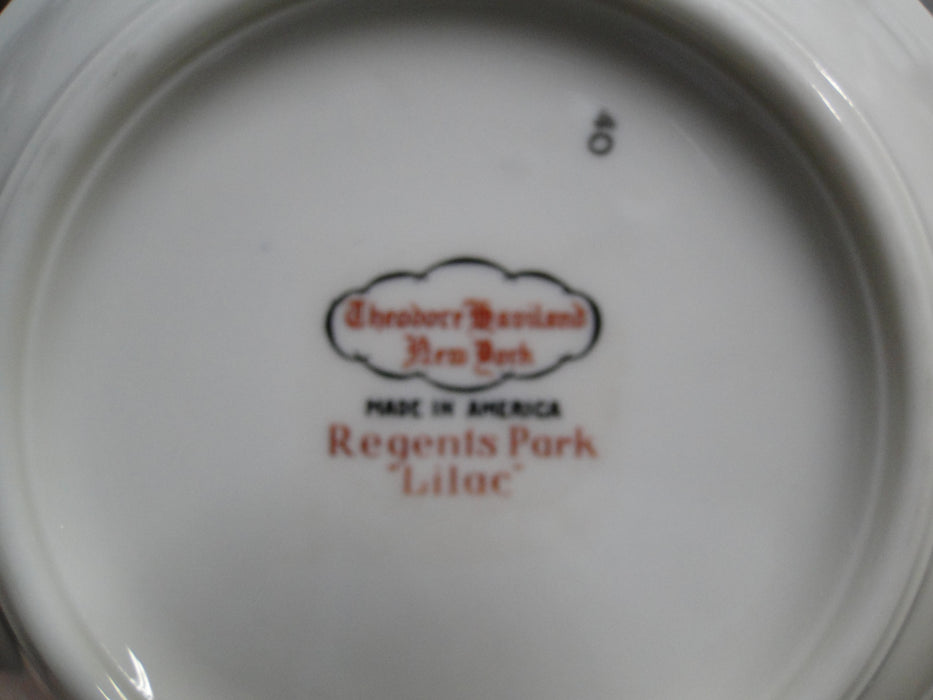 40
Theodore Haviland
New York
MADE IN AMERICA
Regents Park
"Lilac"